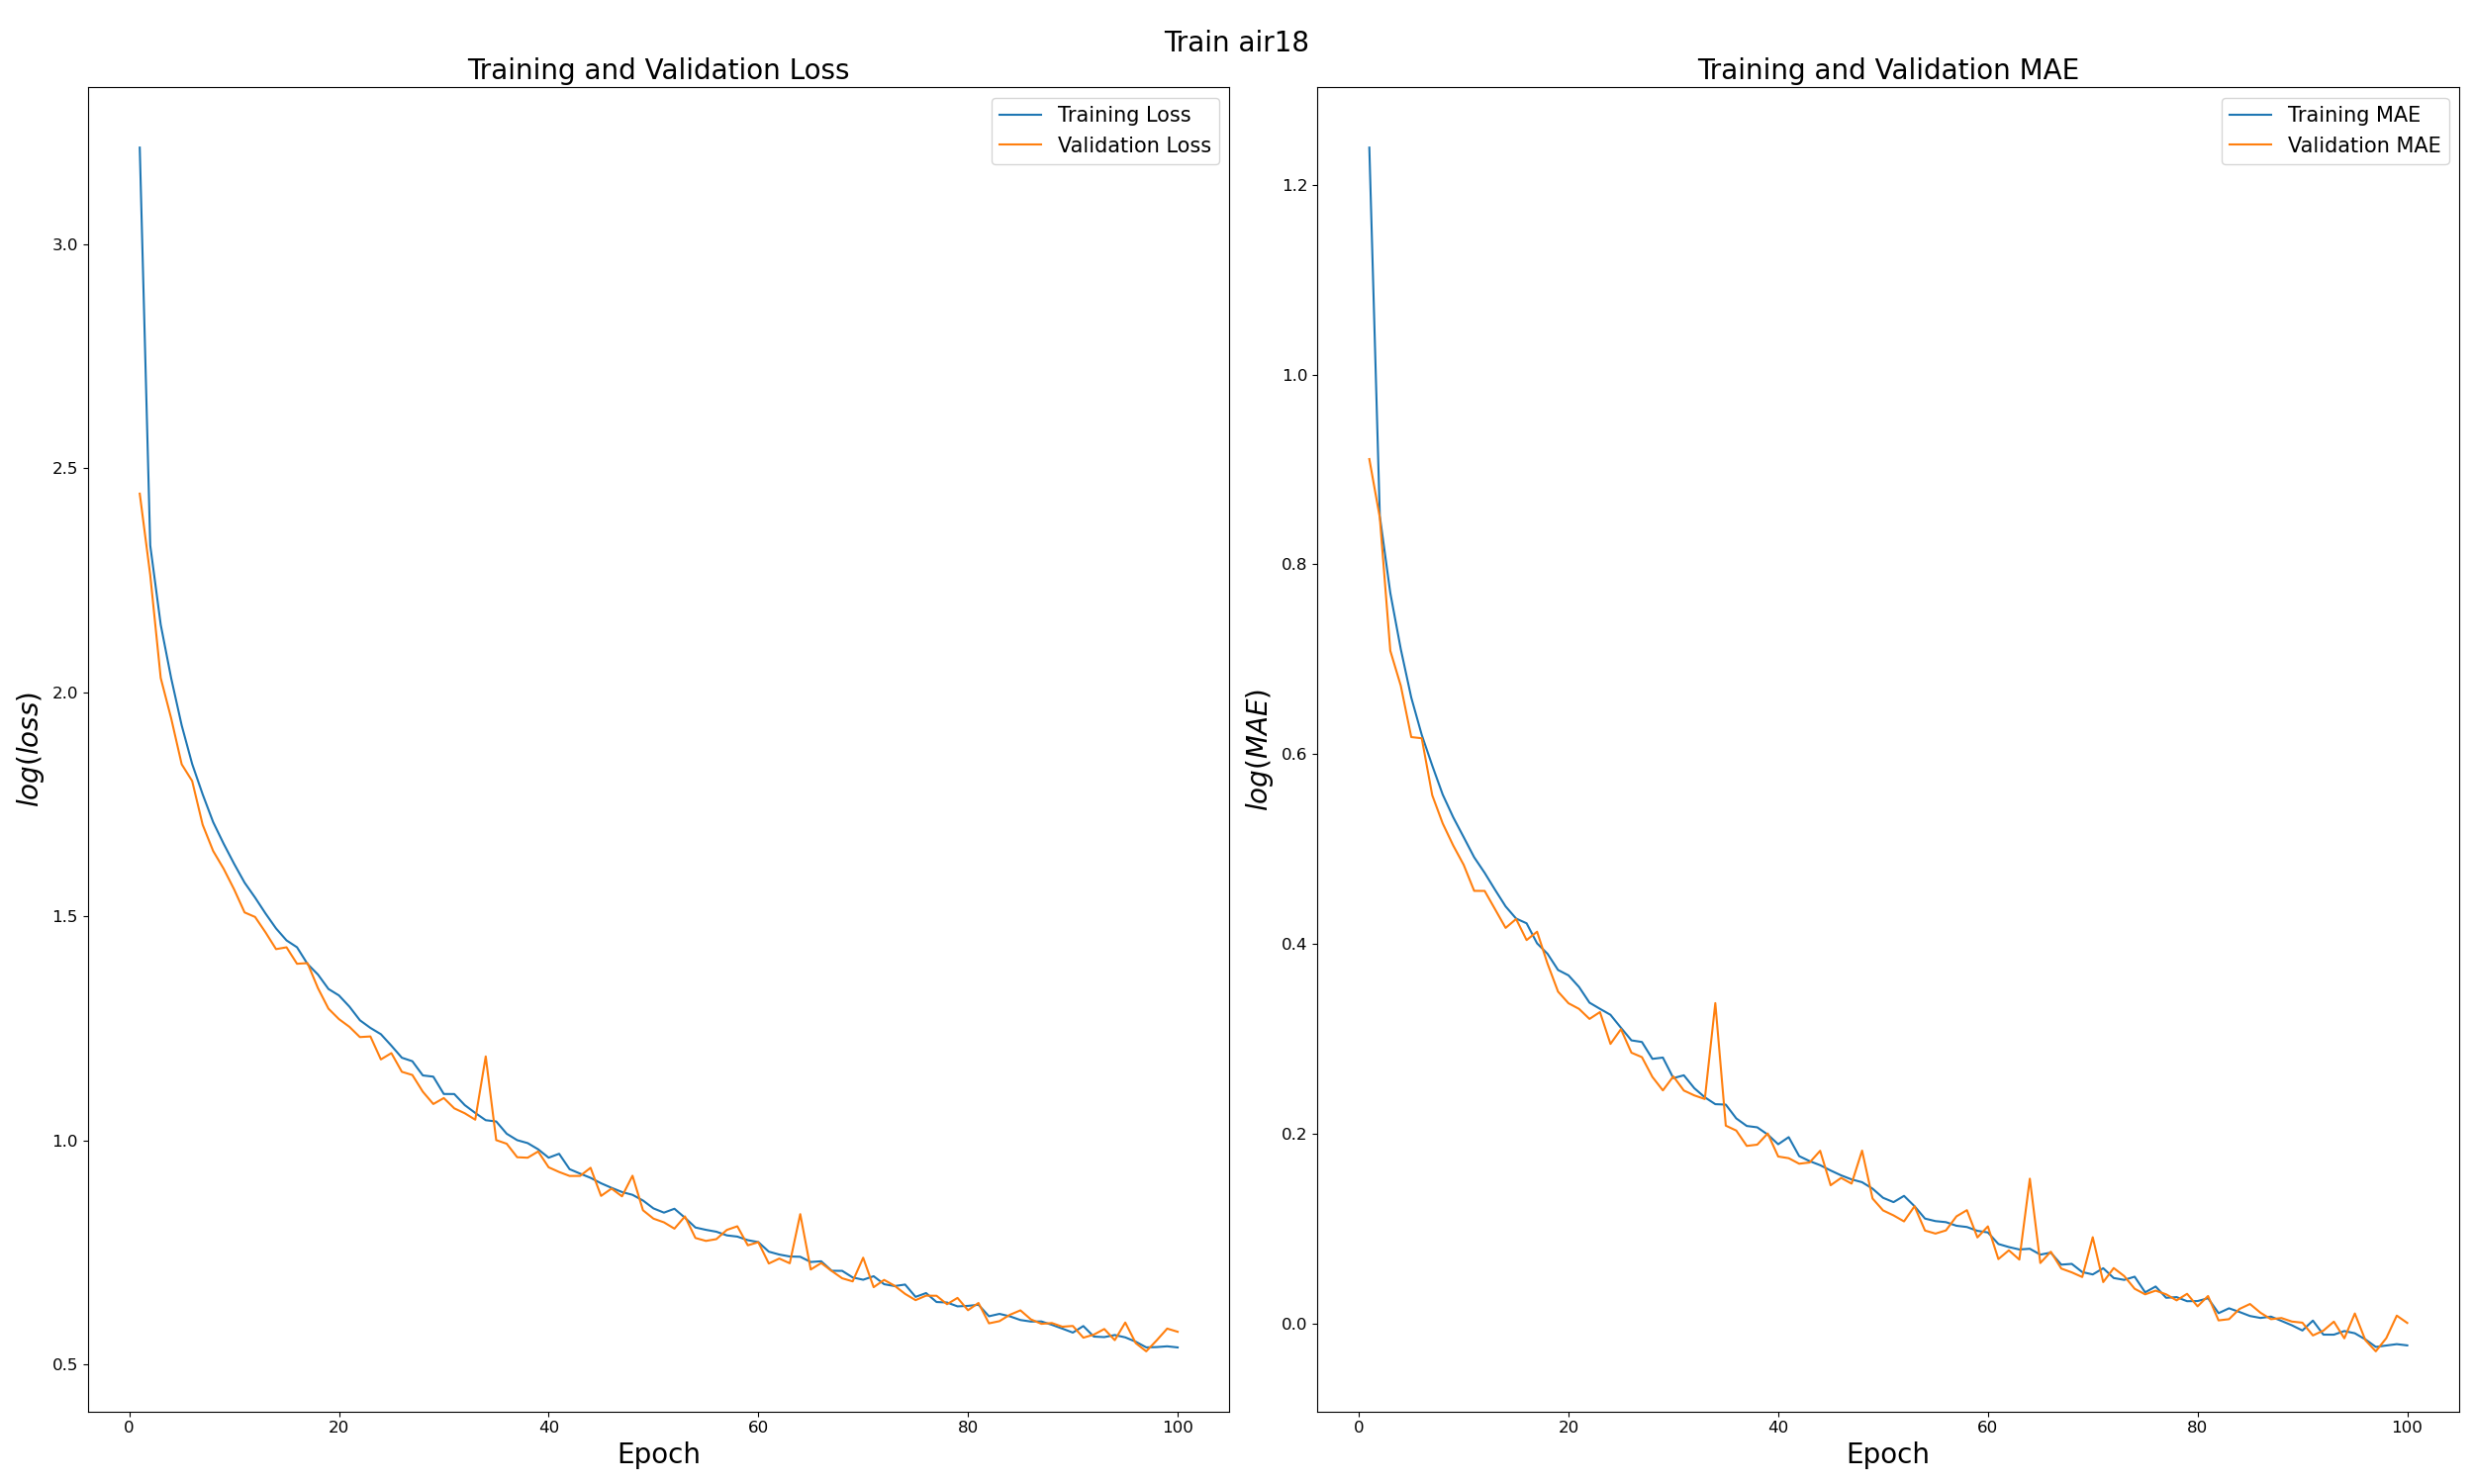 Train air18
Training and Validation Loss
Training Loss
Validation Loss
3.0
2.5
2.0
1.5
1.0
0.5
log(loss)
0 20 40 60 80 100
Epoch
Training and Validation MAE
Training MAE
Validation MAE
1.2
1.0
0.8
0.6
0.4
0.2
0.0
log(MAE)
0 20 40 60 80 100
Epoch